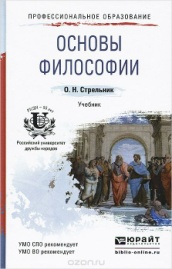 ПРОФЕССИОНАЛЬНОЕ ОБРАЗОВАНИЕ
ОСНОВЫ
ФИЛОСОФИИ
О. Н. Стрельник
Учебник
Российский университет
дружбы народов
УМО СПО рекомендует
УМО ВО рекомендует
юрайт
ИЗДАТЕЛЬСТВО
biblio-online.ru